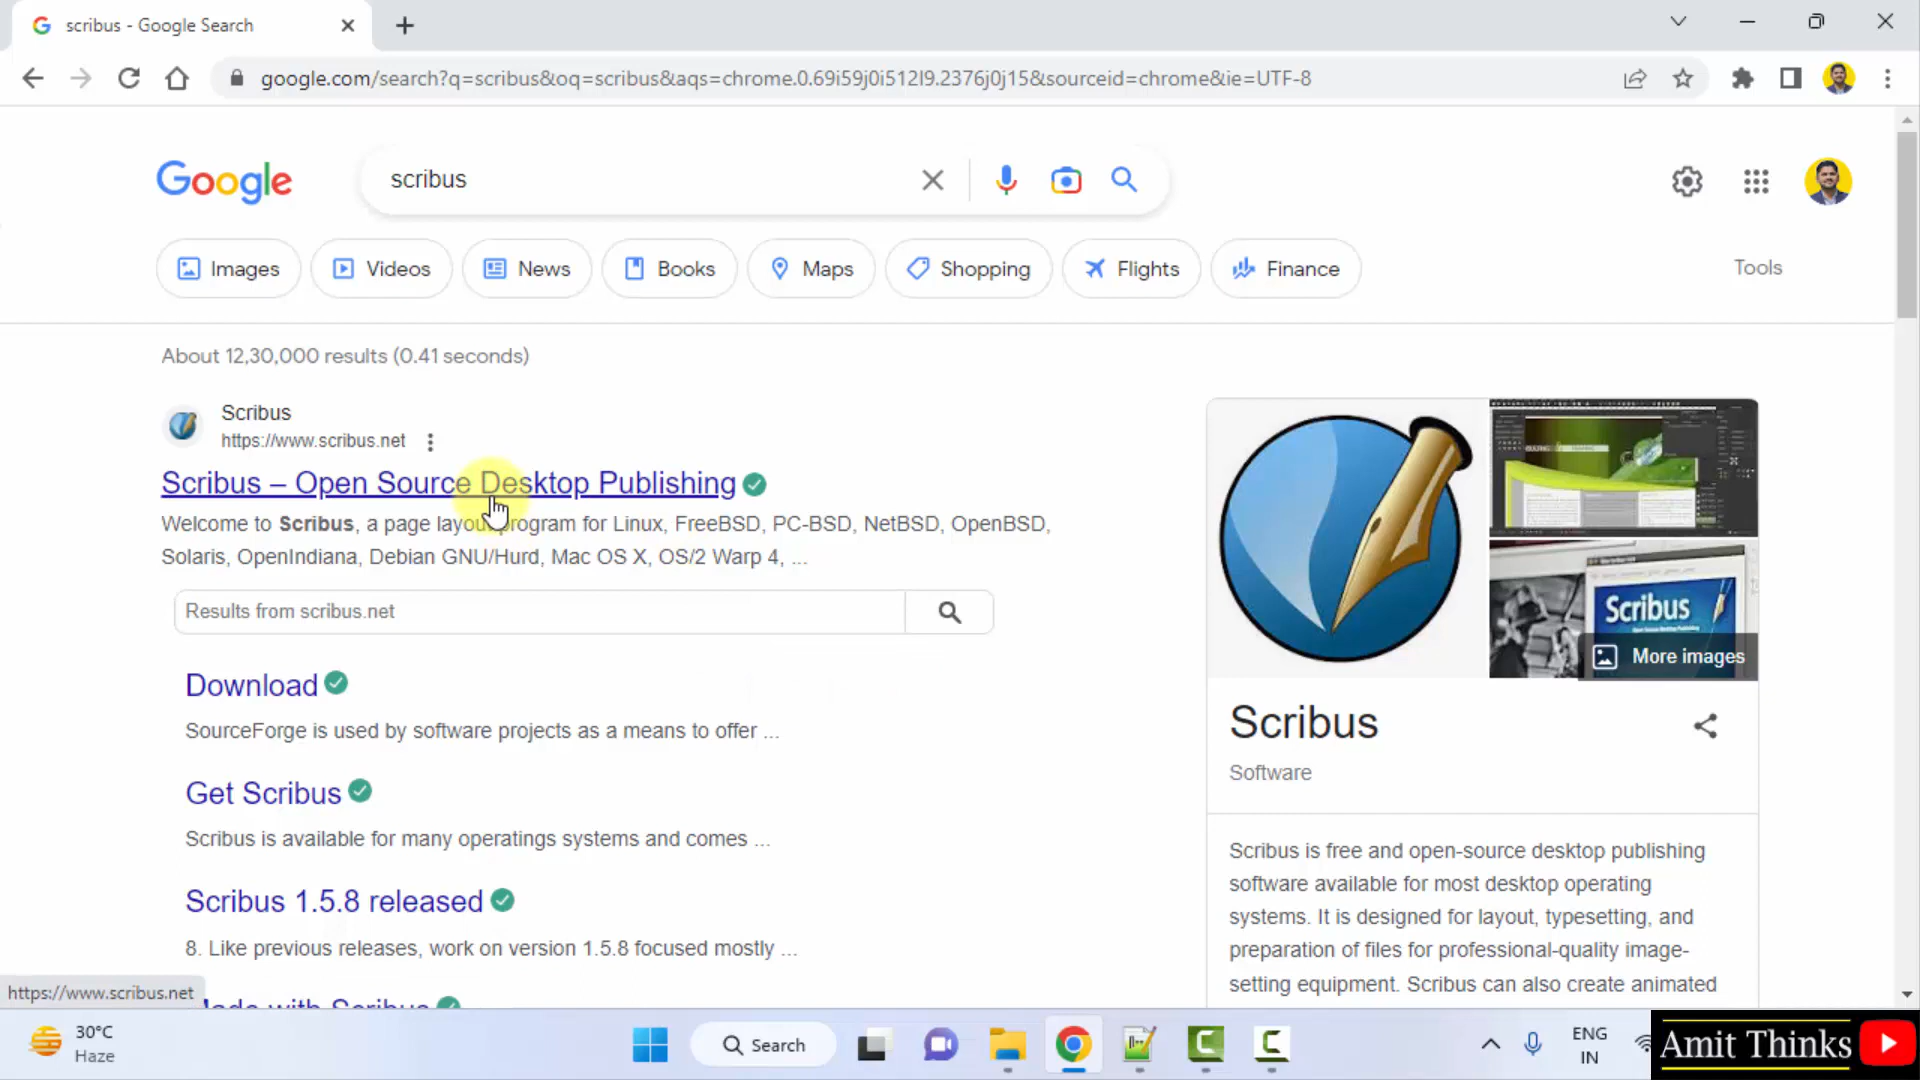 scribus - Google Search
google.com/search?q=scribus&oq=scribus&aqs=chrome.0.69i59j0i512l9.2376j0j15&sourceid=chrome&ie=UTF-8
Google
scribus
Images
Videos
News
Books
Maps
Shopping
Flights
Finance
Tools
About 12,30,000 results (0.41 seconds)
Scribus
https://www.scribus.net
Scribus – Open Source Desktop Publishing
Welcome to Scribus, a page layout program for Linux, FreeBSD, PC-BSD, NetBSD, OpenBSD,
Solaris, OpenIndiana, Debian GNU/Hurd, Mac OS X, OS/2 Warp 4, ...
Results from scribus.net
Download
SourceForge is used by software projects as a means to offer ...
Get Scribus
Scribus is available for many operatings systems and comes ...
Scribus 1.5.8 released
8. Like previous releases, work on version 1.5.8 focused mostly ...
Made with Scribus
https://www.scribus.net
Scribus
More images
Scribus
Software
Scribus is free and open-source desktop publishing
software available for most desktop operating
systems. It is designed for layout, typesetting, and
preparation of files for professional-quality image-
setting equipment. Scribus can also create animated
30°C
Haze
Search
ENG
IN
Amit Thinks